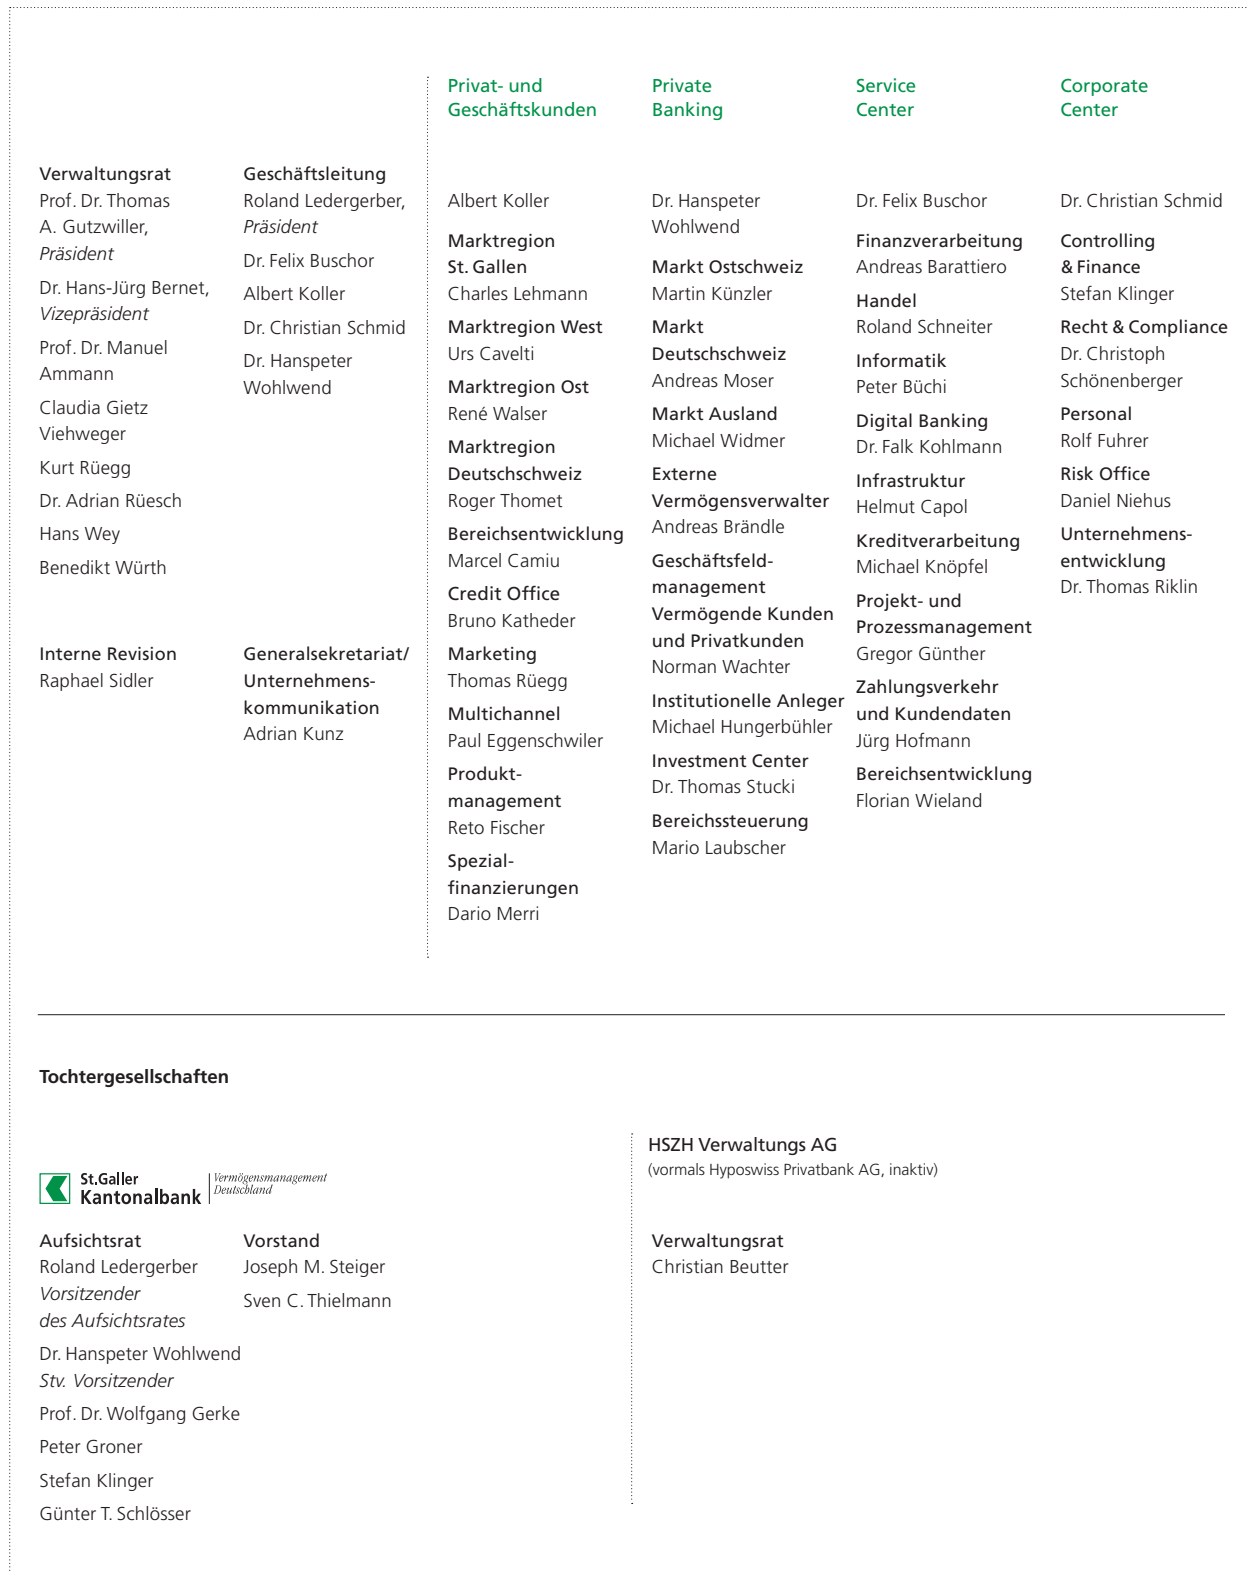 Verwaltungsrat
Prof. Dr. Thomas
A. Gutzwiller,
Präsident
Dr. Hans-Jürg Bernet,
Vizepräsident
Prof. Dr. Manuel
Ammann
Claudia Gietz
Viehweger
Kurt Rüegg
Dr. Adrian Rüesch
Hans Wey
Benedikt Würth
Interne Revision
Raphael Sidler
Geschäftsleitung
Roland Ledergerber,
Präsident
Dr. Felix Buschor
Albert Koller
Dr. Christian Schmid
Dr. Hanspeter
Wohlwend
Generalsekretariat/
Unternehmens-
kommunikation
Adrian Kunz
Privat- und
Geschäftskunden
Albert Koller
Marktregion
St. Gallen
Charles Lehmann
Marktregion West
Urs Cavelti
Marktregion Ost
René Walser
Marktregion
Deutschschweiz
Roger Thomet
Bereichsentwicklung
Marcel Camiu
Credit Office
Bruno Katheder
Marketing
Thomas Rüegg
Multichannel
Paul Eggenschwiler
Produkt-
management
Reto Fischer
Spezial-
finanzierungen
Dario Merri
Private
Banking
Dr. Hanspeter
Wohlwend
Markt Ostschweiz
Martin Künzler
Markt
Deutschschweiz
Andreas Moser
Markt Ausland
Michael Widmer
Externe
Vermögensverwalter
Andreas Brändle
Geschäftsfeld-
management
Vermögende Kunden
und Privatkunden
Norman Wachter
Institutionelle Anleger
Michael Hungerbühler
Investment Center
Dr. Thomas Stucki
Bereichssteuerung
Mario Laubscher
Service
Center
Dr. Felix Buschor
Finanzverarbeitung
Andreas Barattiero
Handel
Roland Schneiter
Informatik
Peter Büchi
Digital Banking
Dr. Falk Kohlmann
Infrastruktur
Helmut Capol
Kreditverarbeitung
Michael Knöpfel
Projekt- und
Prozessmanagement
Gregor Günther
Zahlungsverkehr
und Kundendaten
Jürg Hofmann
Bereichsentwicklung
Florian Wieland
Corporate
Center
Dr. Christian Schmid
Controlling
& Finance
Stefan Klinger
Recht & Compliance
Dr. Christoph
Schönenberger
Personal
Rolf Fuhrer
Risk Office
Daniel Niehus
Unternehmens-
entwicklung
Dr. Thomas Riklin
Tochtergesellschaften
St.Galler
Kantonalbank
Vermögensmanagement
Deutschland
Aufsichtsrat
Roland Ledergerber
Vorsitzender
des Aufsichtsrates
Dr. Hanspeter Wohlwend
Stv. Vorsitzender
Prof. Dr. Wolfgang Gerke
Peter Groner
Stefan Klinger
Günter T. Schlösser
Vorstand
Joseph M. Steiger
Sven C. Thielmann
HSZH Verwaltungs AG
(vormals Hyposwiss Privatbank AG, inaktiv)
Verwaltungsrat
Christian Beutter